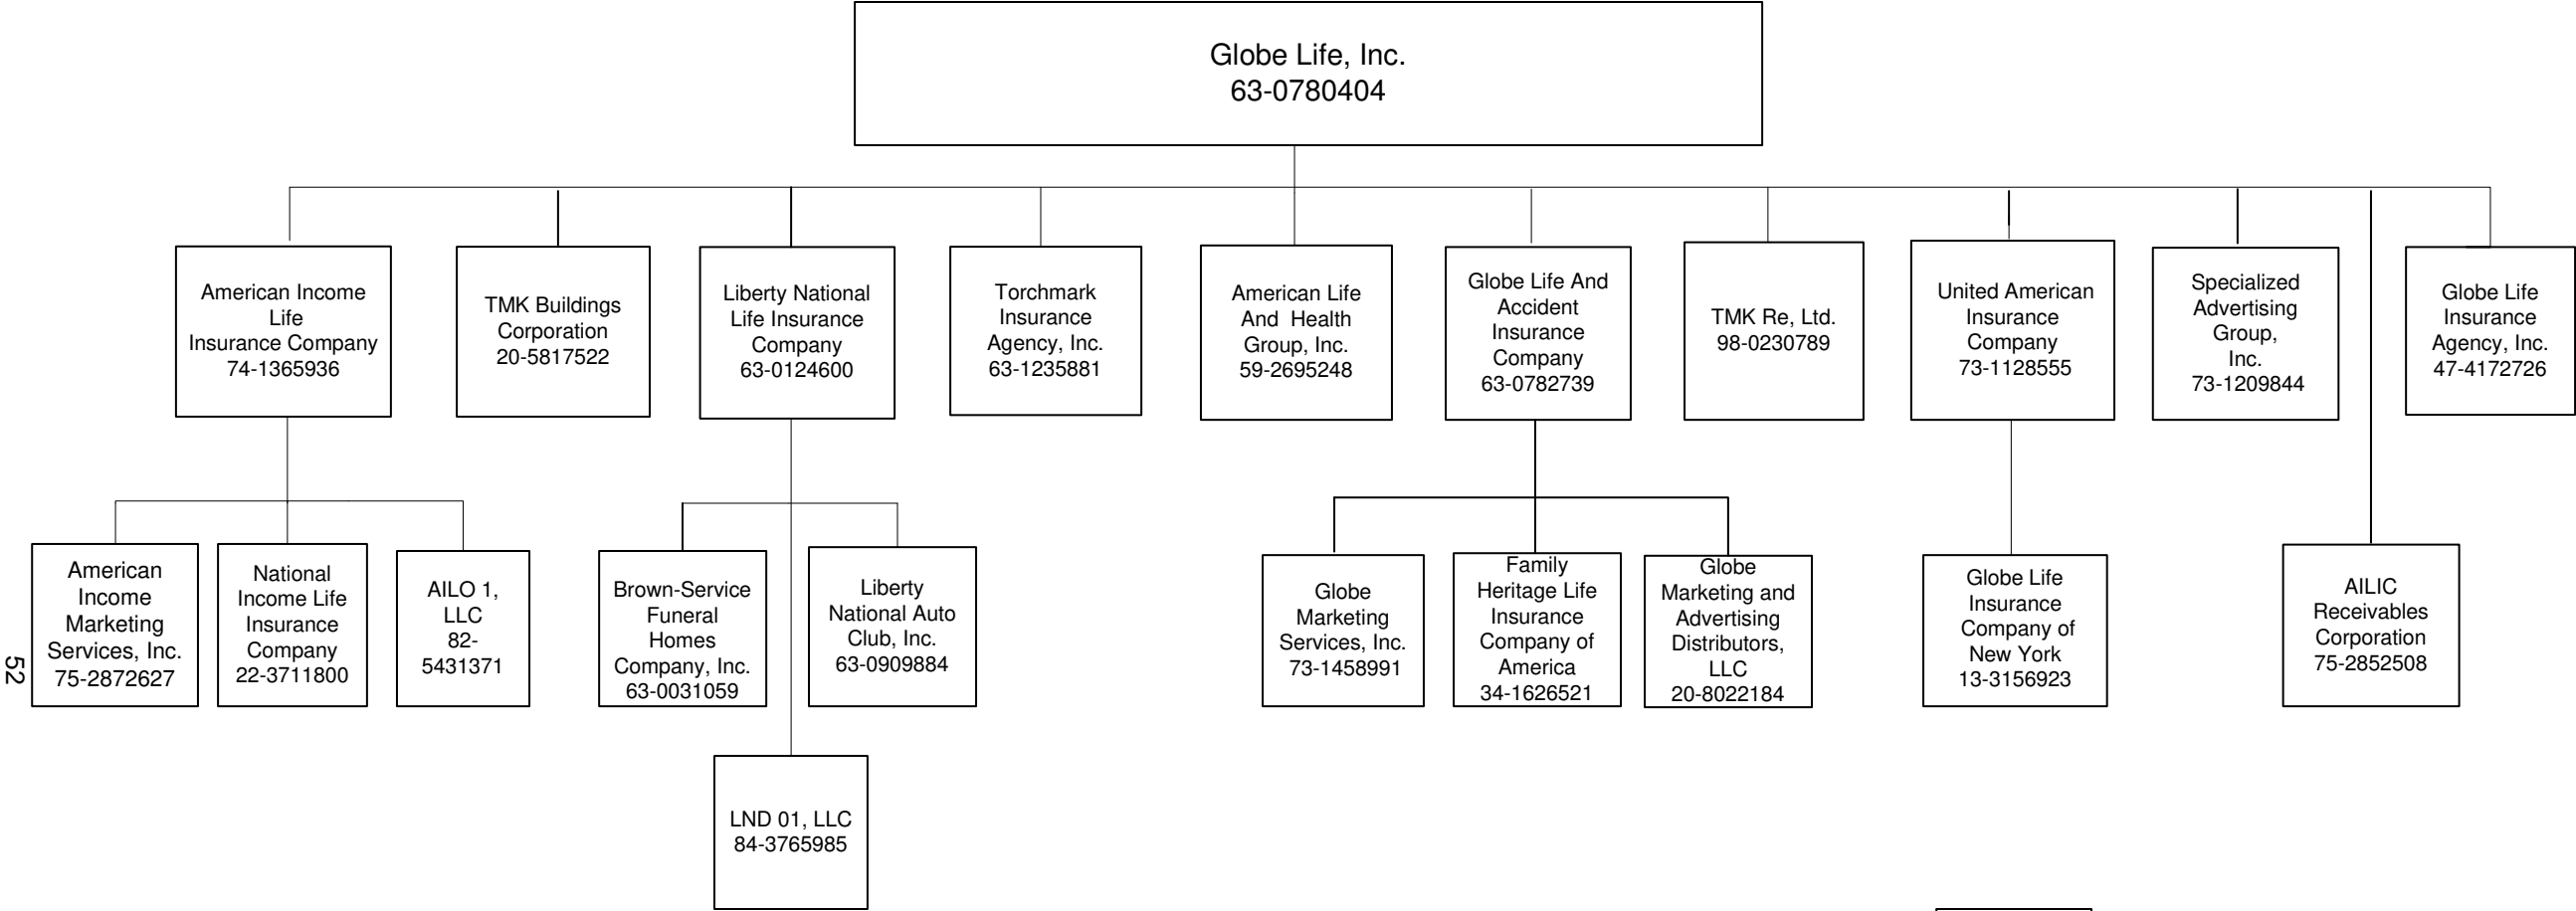 Globe Life, Inc.
63-0780404
American Income
Life
Insurance Company
74-1365936
TMK Buildings
Corporation
20-5817522
Liberty National
Life Insurance
Company
63-0124600
Torchmark
Insurance
Agency, Inc.
63-1235881
American Life
And Health
Group, Inc.
59-2695248
Globe Life And
Accident
Insurance
Company
63-0782739
TMK Re, Ltd.
98-0230789
United American
Insurance
Company
73-1128555
Specialized
Advertising
Group,
Inc.
73-1209844
Globe Life
Insurance
Agency, Inc.
47-4172726
American
Income
Marketing
Services, Inc.
75-2872627
National
Income Life
Insurance
Company
22-3711800
AILO 1,
LLC
82-
5431371
Brown-Service
Funeral
Homes
Company, Inc.
63-0031059
Liberty
National Auto
Club, Inc.
63-0909884
Globe
Marketing
Services, Inc.
73-1458991
Family
Heritage Life
Insurance
Company of
America
34-1626521
Globe
Marketing and
Advertising
Distributors,
LLC
20-8022184
Globe Life
Insurance
Company of
New York
13-3156923
AILIC
Receivables
Corporation
75-2852508
LND 01, LLC
84-3765985
52